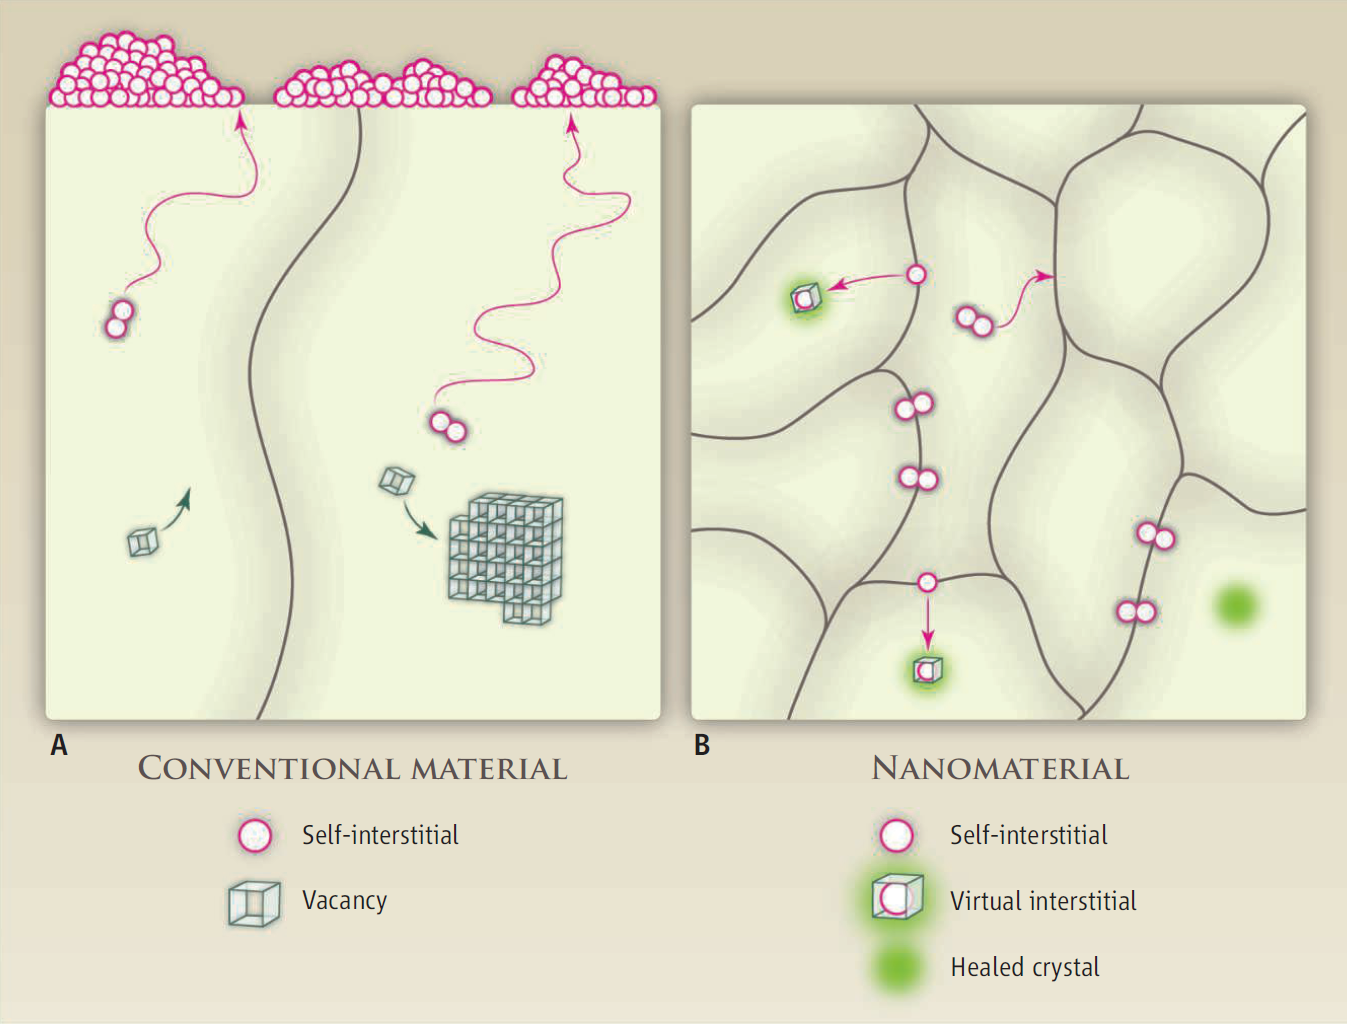 A
CONVENTIONAL MATERIAL
Self-interstitial
Vacancy
B
NANOMATERIAL
Self-interstitial
Virtual interstitial
Healed crystal